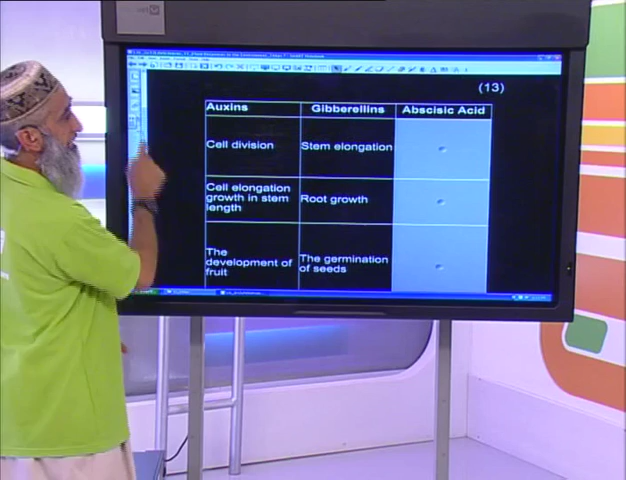 (13)
Auxins Gibberellins Abscisic Acid
Cell division Stem elongation
Cell elongation
growth in stem
length
Root growth
The
development of
fruit
The germination
of seeds